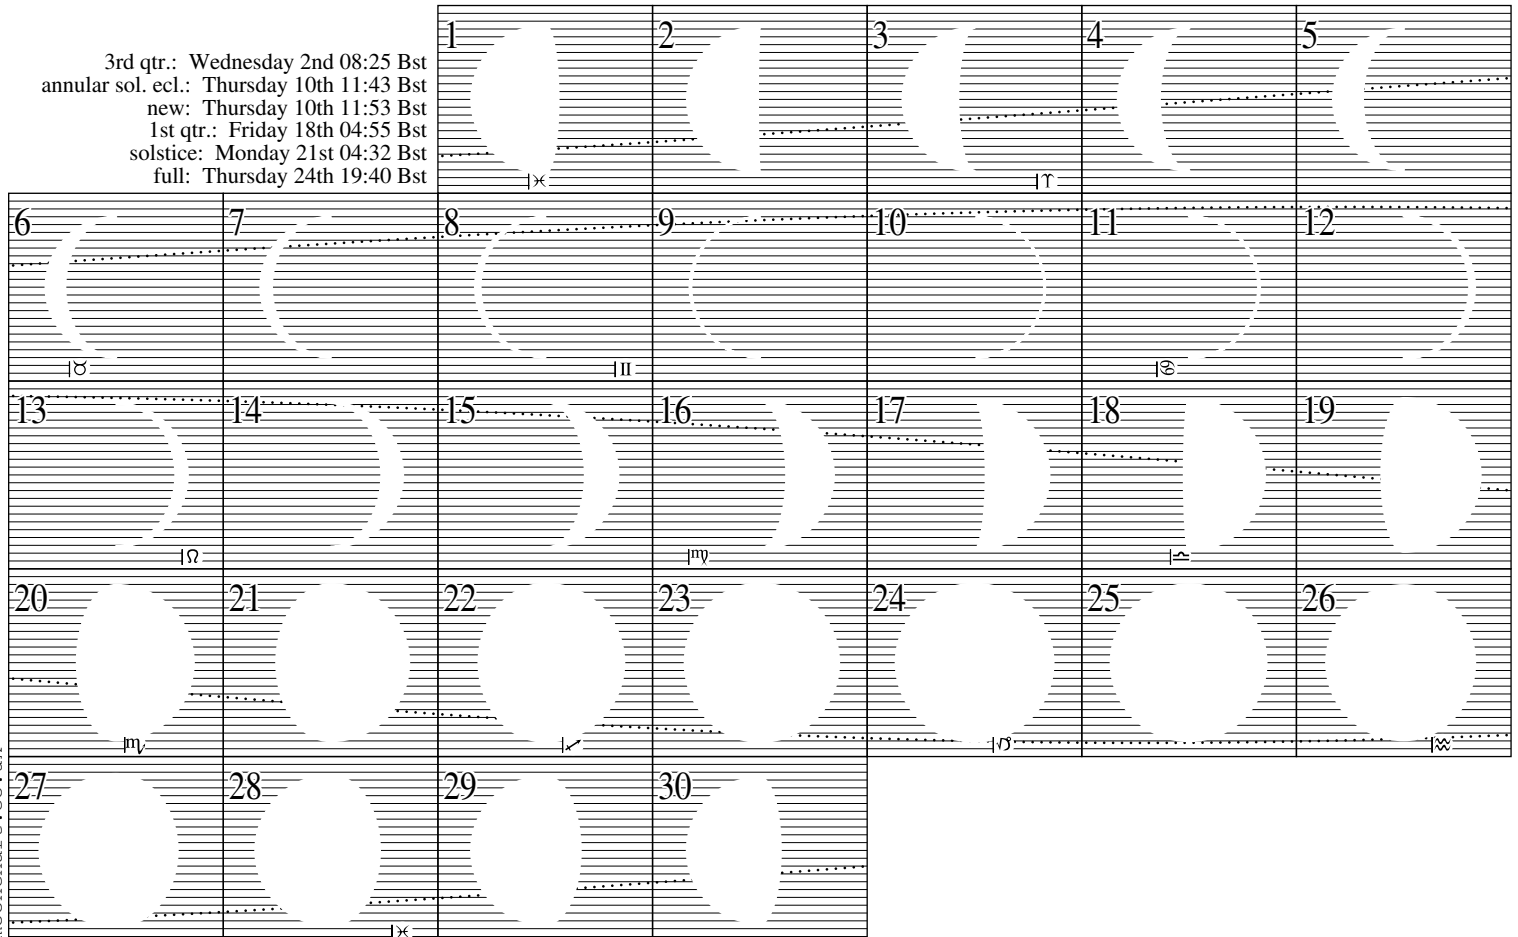 3rd qtr.: Wednesday 2nd 08:25 Bst
annular sol. ecl.: Thursday 10th 11:43 Bst
new: Thursday 10th 11:53 Bst
1st qtr.: Friday 18th 04:55 Bst
solstice: Monday 21st 04:32 Bst
full: Thursday 24th 19:40 Bst
1 2 3 4 5
♓ ♈
6 7 8 9 10 11 12
♉ ♊ ♋
13 14 15 16 17 18 19
♌ ♍ ♎
20 21 22 23 24 25 26
♏ ♐ ♑ ♒
27 28 29 30
♓